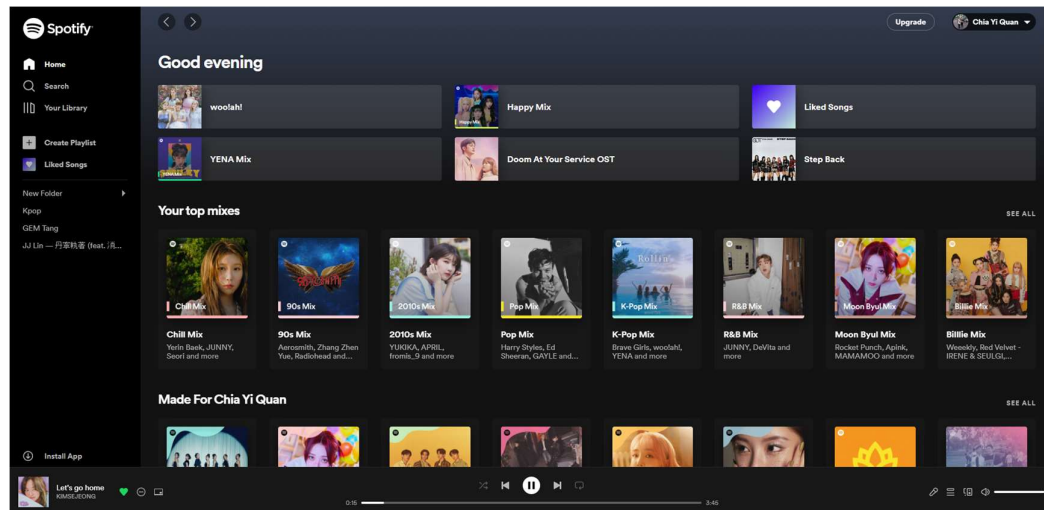 Spotify
Upgrade
Chia Yi Quan
Home
Search
Your Library
Create Playlist
Liked Songs
New Folder
Kpop
GEM Tang
JJ Lin — 丹寧執著 (feat. 滴...
Good evening
woo!ah!
Happy Mix
Liked Songs
YENA Mix
Doom At Your Service OST
Step Back
Your top mixes
SEE ALL
Chill Mix
90s Mix
2010s Mix
Pop Mix
Rollin'
K-Pop Mix
R&B Mix
Moon Byul Mix
Billlie Mix
Chill Mix
Yerin Baek, JUNNY,
Seori and more
90s Mix
Aerosmith, Zhang Zhen
Yue, Radiohead and...
2010s Mix
YUKIKA, APRIL,
fromis_9 and more
Pop Mix
Harry Styles, Ed
Sheeran, GAYLE and...
K-Pop Mix
Brave Girls, woo!ah!,
YENA and more
R&B Mix
JUNNY, DeVita and
more
Moon Byul Mix
Rocket Punch, Apink,
MAMAMOO and more
Billlie Mix
Weeekly, Red Velvet -
IRENE & SEULGI,...
Made For Chia Yi Quan
SEE ALL
Install App
Let's go home
KIMSEJEONG
0:15
3:45